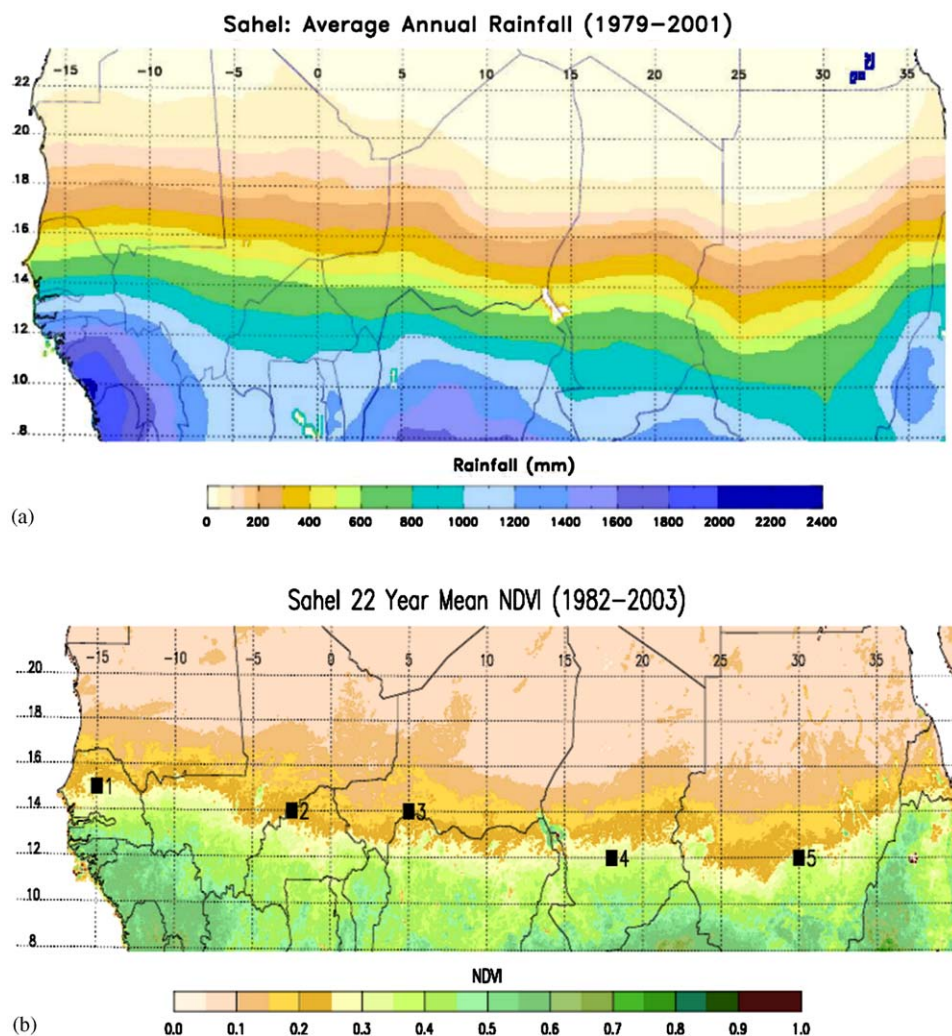 Sahel: Average Annual Rainfall (1979–2001)
-15 -10 -5 0 5 10 15 20 25 30 35
22
20
18
16
14
12
10
8
Rainfall (mm)
0 200 400 600 800 1000 1200 1400 1600 1800 2000 2200 2400
(a)
Sahel 22 Year Mean NDVI (1982–2003)
-15 -10 -5 0 5 10 15 20 25 30 35
20
18
16
1
14
2 3
12
4 5
10
8
NDVI
0.0 0.1 0.2 0.3 0.4 0.5 0.6 0.7 0.8 0.9 1.0
(b)